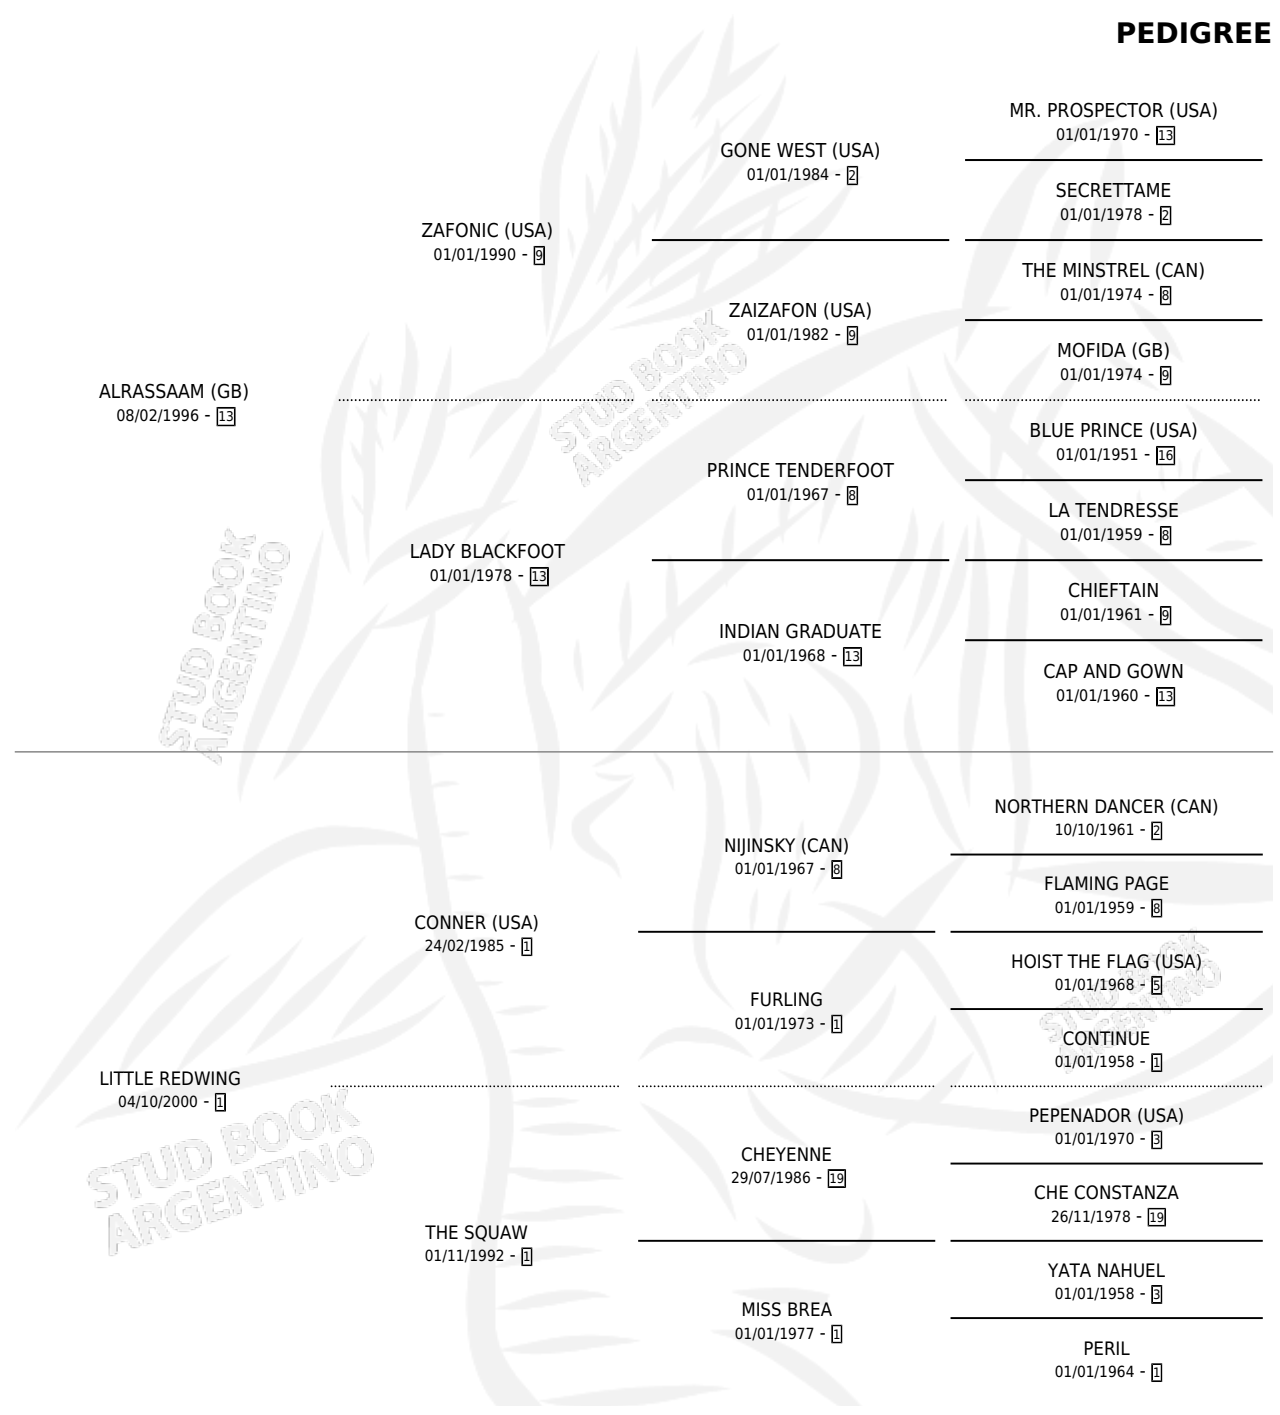 PEDIGREE
MR. PROSPECTOR (USA)
01/01/1970 - 13
GONE WEST (USA)
01/01/1984 - 2
SECRETTAME
01/01/1978 - 2
ZAFONIC (USA)
01/01/1990 - 9
THE MINSTREL (CAN)
01/01/1974 - 8
ZAIZAFON (USA)
01/01/1982 - 9
MOFIDA (GB)
01/01/1974 - 9
STUD BOOK
ARGENTINO
ALRASSAAM (GB)
08/02/1996 - 13
BLUE PRINCE (USA)
01/01/1951 - 16
PRINCE TENDERFOOT
01/01/1967 - 8
LA TENDRESSE
01/01/1959 - 8
LADY BLACKFOOT
01/01/1978 - 13
CHIEFTAIN
01/01/1961 - 9
INDIAN GRADUATE
01/01/1968 - 13
CAP AND GOWN
01/01/1960 - 13
STUD BOOK
ARGENTINO
NORTHERN DANCER (CAN)
10/10/1961 - 2
NIJINSKY (CAN)
01/01/1967 - 8
FLAMING PAGE
01/01/1959 - 8
CONNER (USA)
24/02/1985 - 1
HOIST THE FLAG (USA)
01/01/1968 - 5
FURLING
01/01/1973 - 1
STUD BOOK
ARGENTINO
CONTINUE
01/01/1958 - 1
LITTLE REDWING
04/10/2000 - 1
PEPENADOR (USA)
01/01/1970 - 3
CHEYENNE
29/07/1986 - 19
CHE CONSTANZA
26/11/1978 - 19
STUD BOOK
ARGENTINO
THE SQUAW
01/11/1992 - 1
YATA NAHUEL
01/01/1958 - 3
MISS BREA
01/01/1977 - 1
PERIL
01/01/1964 - 1